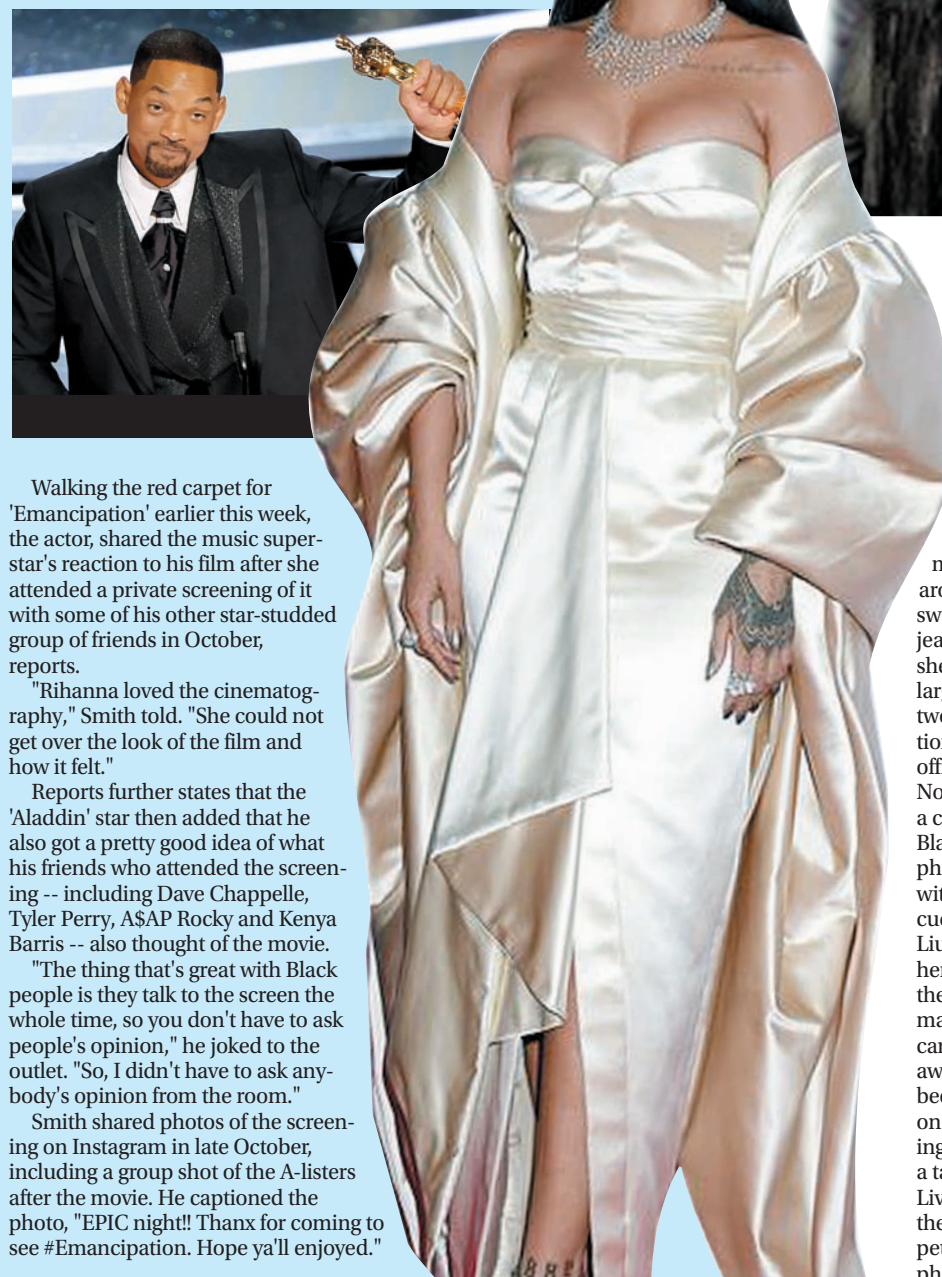 Walking the red carpet for
'Emancipation' earlier this week,
the actor, shared the music super-
star's reaction to his film after she
attended a private screening of it
with some of his other star-studded
group of friends in October,
reports.
"Rihanna loved the cinematog-
raphy," Smith told. "She could not
get over the look of the film and
how it felt."
Reports further states that the
'Aladdin' star then added that he
also got a pretty good idea of what
his friends who attended the screen-
ing -- including Dave Chappelle,
Tyler Perry, A$AP Rocky and Kenya
Barris -- also thought of the movie.
"The thing that's great with Black
people is they talk to the screen the
whole time, so you don't have to ask
people's opinion," he joked to the
outlet. "So, I didn't have to ask any-
body's opinion from the room."
Smith shared photos of the screen-
ing on Instagram in late October,
including a group shot of the A-listers
after the movie. He captioned the
photo, "EPIC night!! Thanx for coming to
see #Emancipation. Hope ya'll enjoyed."